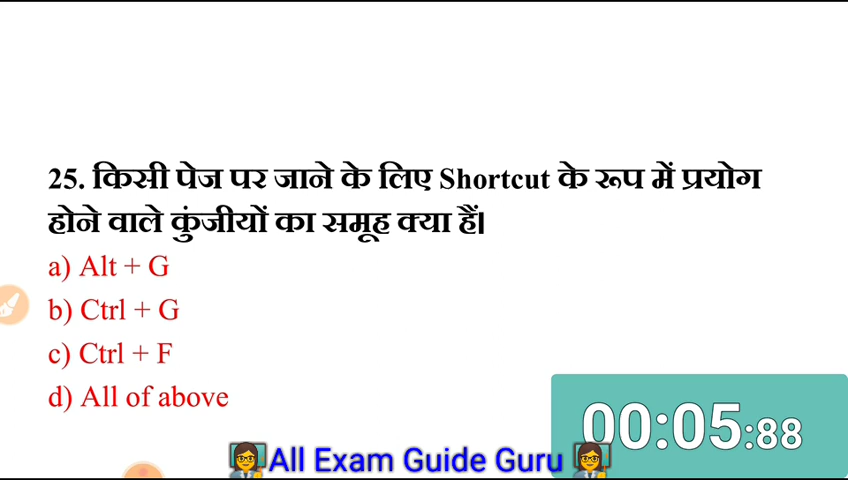 25. किसी पेज पर जाने के लिए Shortcut के रूप में प्रयोग
होने वाले कुंजीयों का समूह क्या हैं।
a) Alt + G
b) Ctrl + G
c) Ctrl + F
d) All of above
00:05:88
All Exam Guide Guru